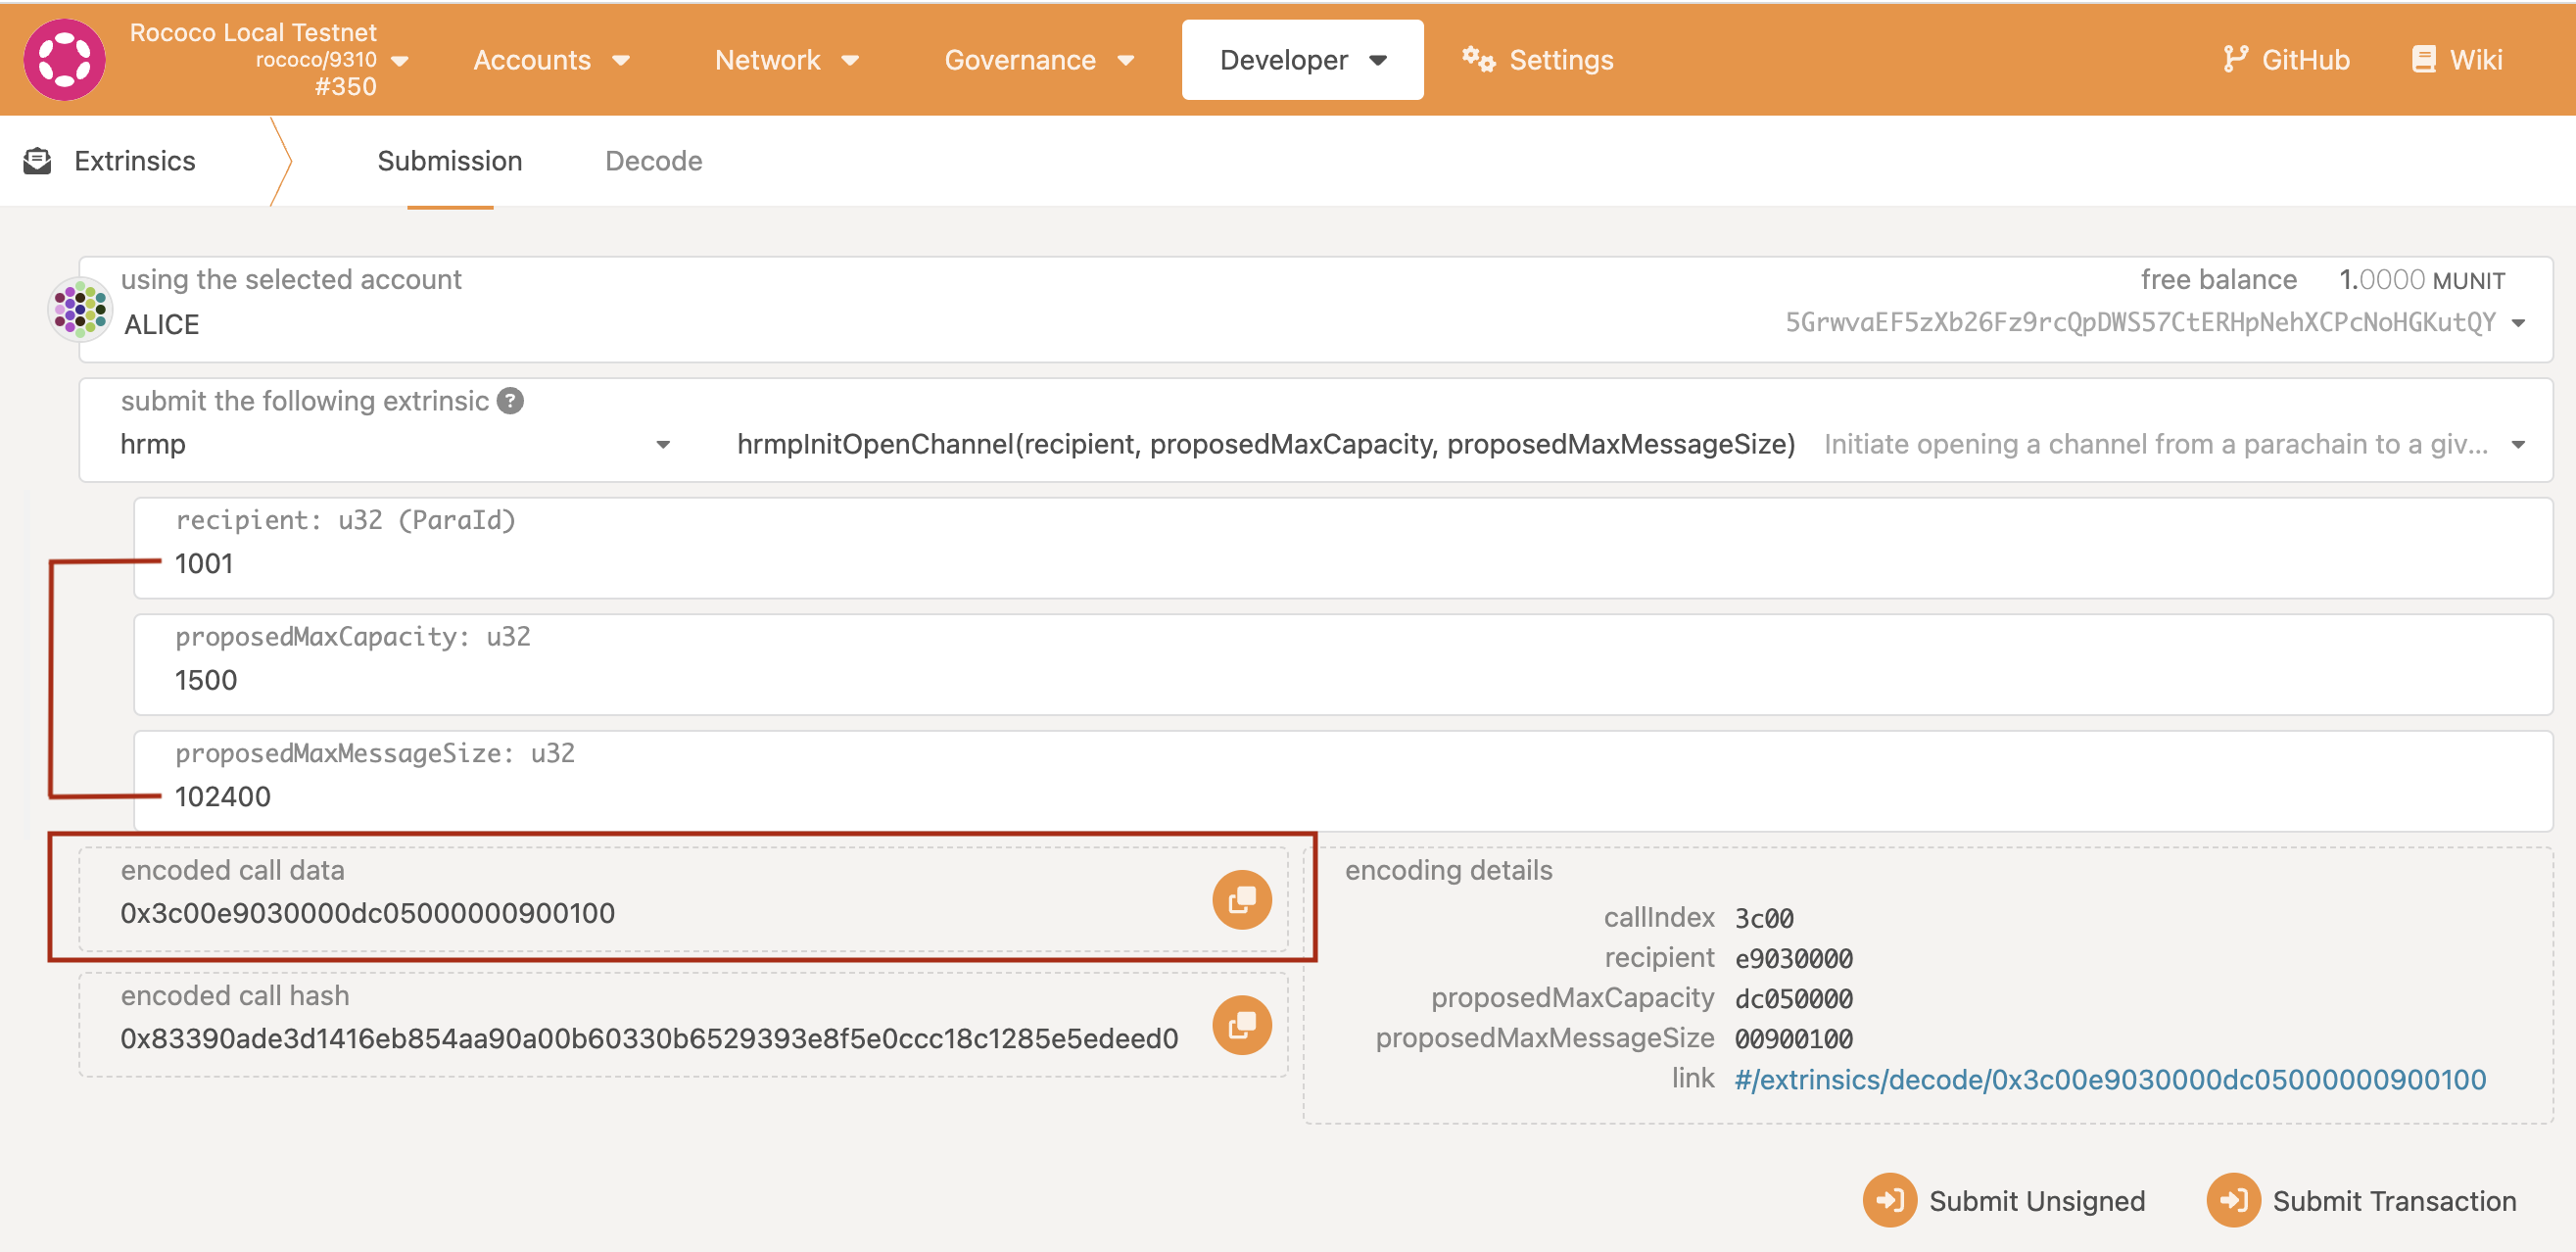 Rococo Local Testnet
rococo/9310
#350
Accounts
Network
Governance
Developer
Settings
GitHub
Wiki
Extrinsics
Submission
Decode
using the selected account
ALICE
free balance 1.0000 MUNIT
5GrwvaEF5zXb26Fz9rcQpDWS57CtERHpNehXCPcNoHGKutQY
submit the following extrinsic ?
hrmp
hrmpInitOpenChannel(recipient, proposedMaxCapacity, proposedMaxMessageSize) Initiate opening a channel from a parachain to a giv...
recipient: u32 (ParaId)
1001
proposedMaxCapacity: u32
1500
proposedMaxMessageSize: u32
102400
encoded call data
0x3c00e9030000dc05000000900100
encoded call hash
0x83390ade3d1416eb854aa90a00b60330b6529393e8f5e0ccc18c1285e5edeed0
encoding details
callIndex 3c00
recipient e9030000
proposedMaxCapacity dc050000
proposedMaxMessageSize 00900100
link #/extrinsics/decode/0x3c00e9030000dc05000000900100
Submit Unsigned
Submit Transaction